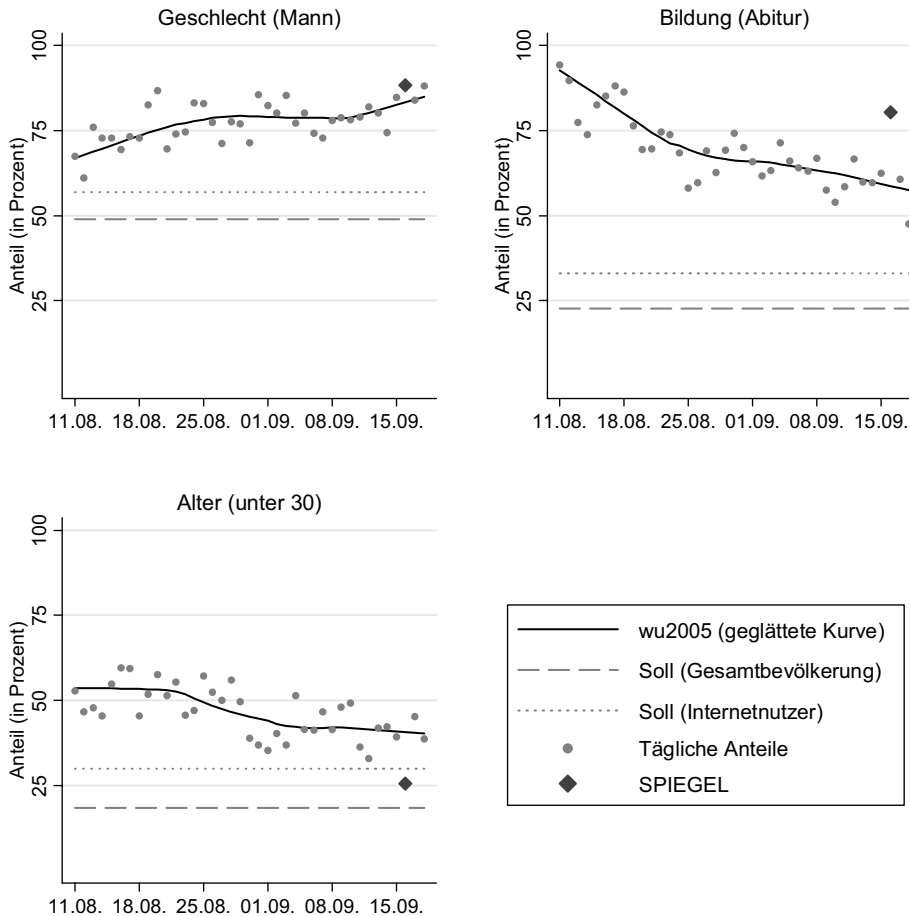 Geschlecht (Mann)
Anteil (in Prozent)
100
75
50
25
11.08. 18.08. 25.08. 01.09. 08.09. 15.09.
Bildung (Abitur)
Anteil (in Prozent)
100
75
50
25
11.08. 18.08. 25.08. 01.09. 08.09. 15.09.
Alter (unter 30)
Anteil (in Prozent)
100
75
50
25
11.08. 18.08. 25.08. 01.09. 08.09. 15.09.
wu2005 (geglättete Kurve)
Soll (Gesamtbevölkerung)
Soll (Internetnutzer)
Tägliche Anteile
SPIEGEL